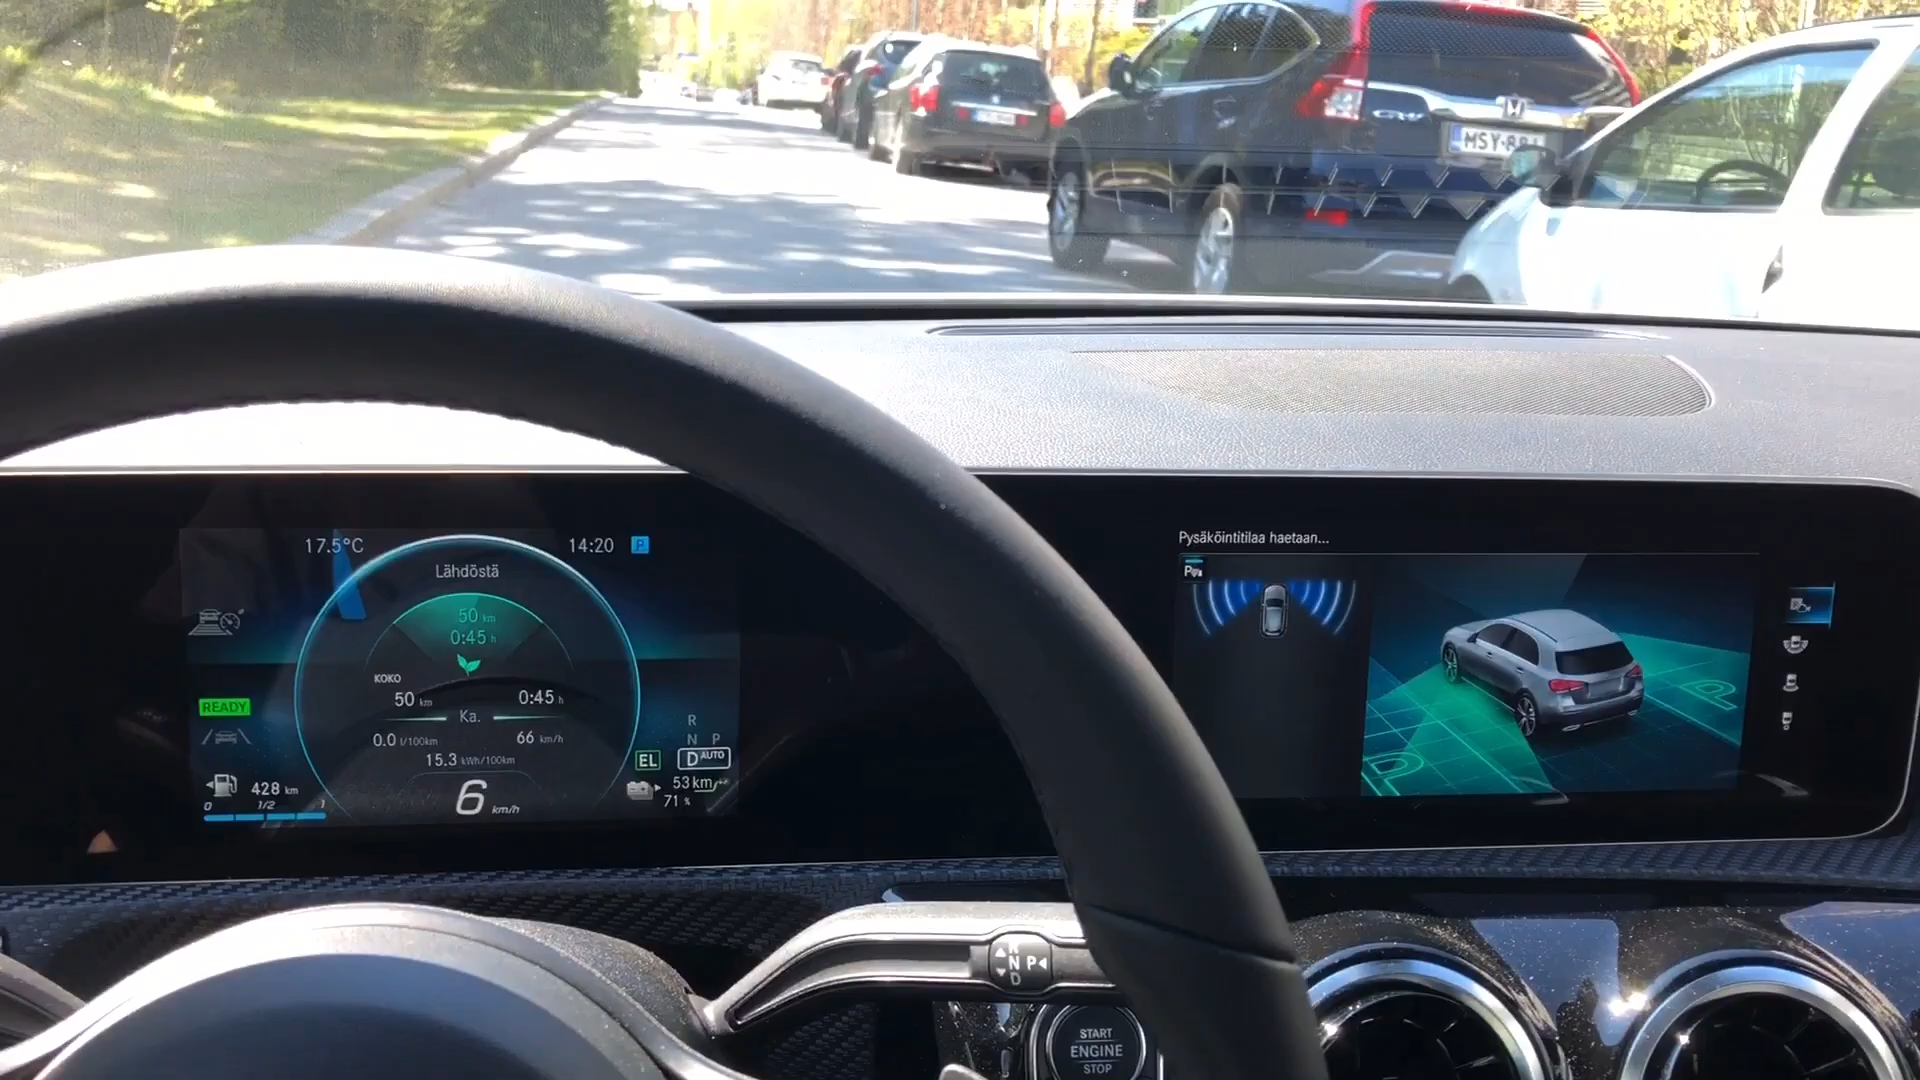 CR-V
MSY-881
17.5°C
14:20 P
Lähdöstä
50 km
0:45 h
KOKO
50 km 0:45 h
Ka.
0.0 l/100km 66 km/h
15.3 kWh/100km
6 km/h
READY
428 km
0 1/2 1
R
N P
EL D AUTO
53 km
71 %
Pysäköintitilaa haetaan...
P
P
P
R
N P
D
START
ENGINE
STOP